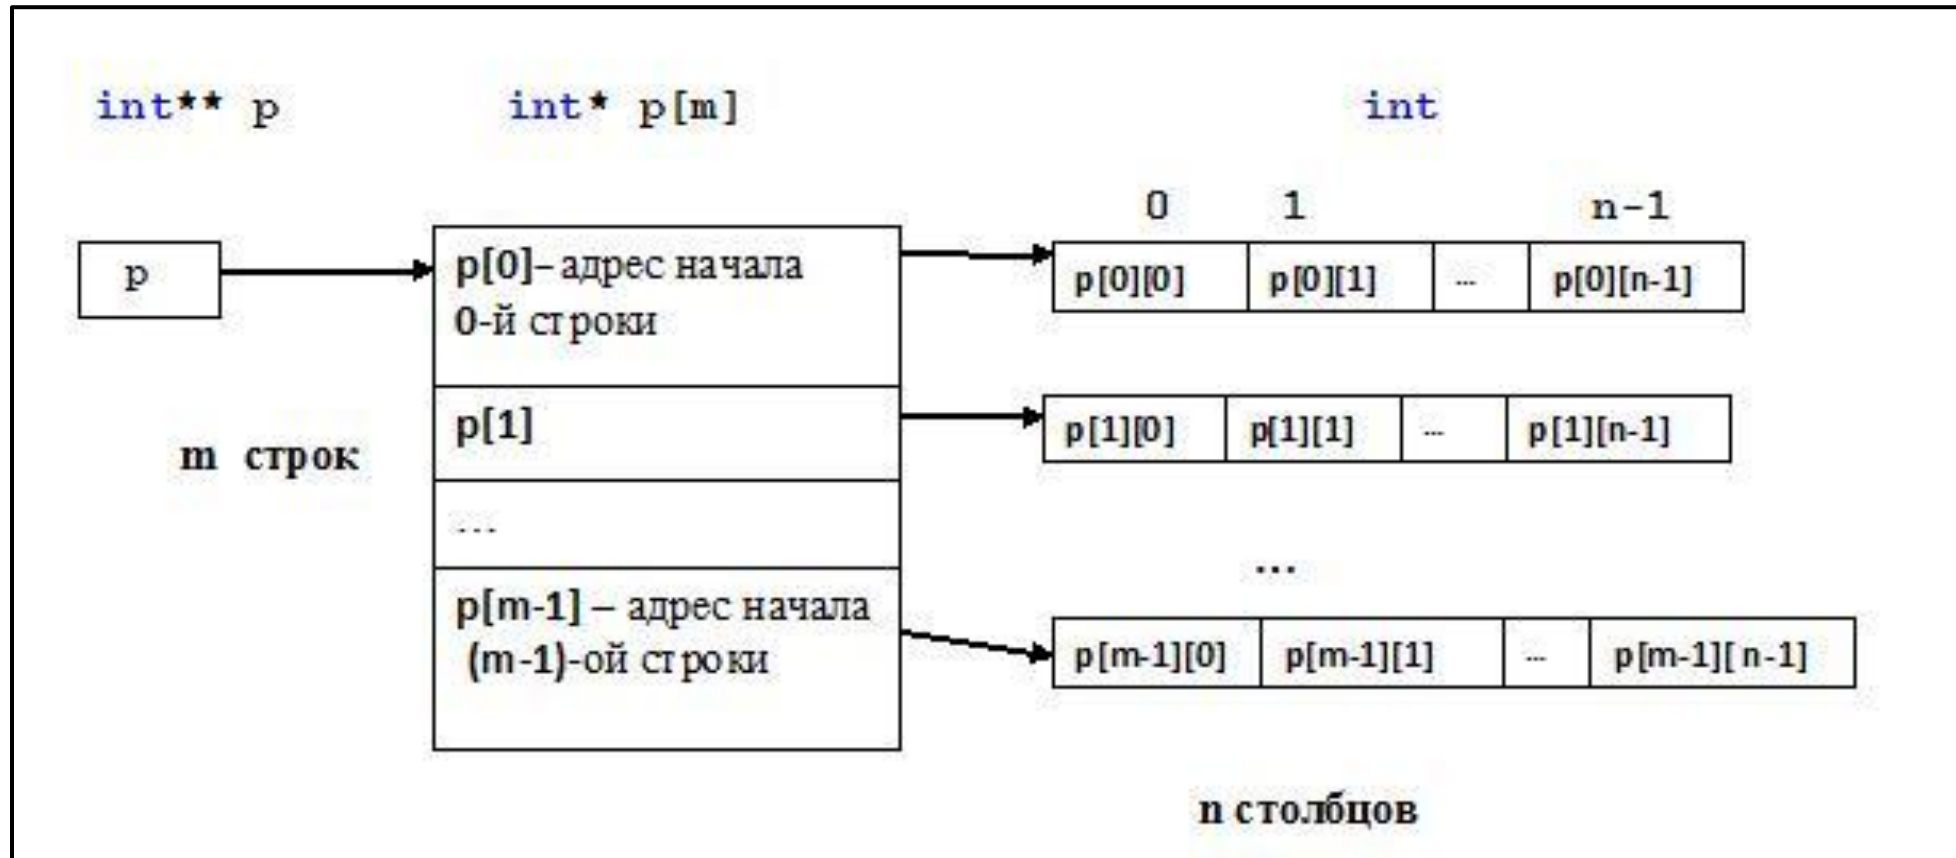 int** p
int* p[m]
int
0 1 n-1
p
p[0]– адрес начала
0-й строки
p[0][0] p[0][1] ... p[0][n-1]
p[1]
p[1][0] p[1][1] ... p[1][n-1]
m строк
...
...
p[m-1] – адрес начала
(m-1)-ой строки
p[m-1][0] p[m-1][1] ... p[m-1][ n-1]
n столбцов